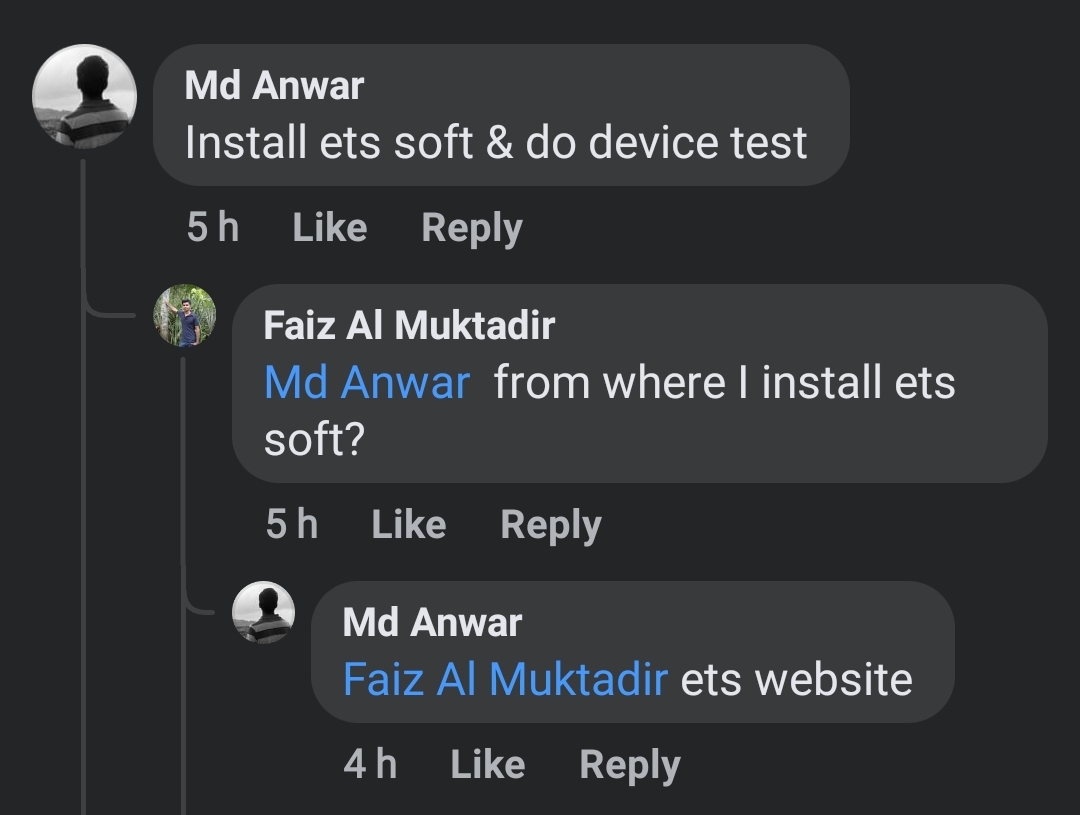 Md Anwar
Install ets soft & do device test
5 h Like Reply
Faiz Al Muktadir
Md Anwar from where I install ets
soft?
5 h Like Reply
Md Anwar
Faiz Al Muktadir ets website
4 h Like Reply